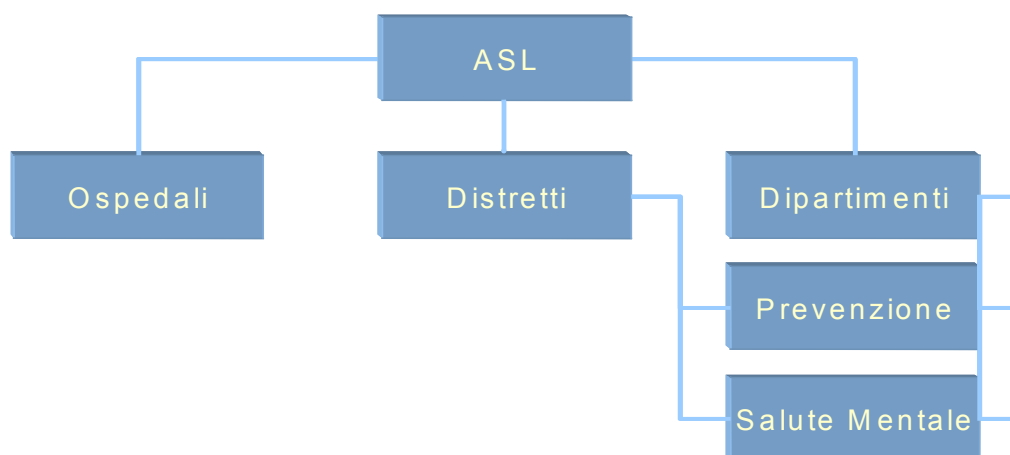 ASL
Ospedali
Distretti
Dipartimenti
Prevenzione
Salute Mentale